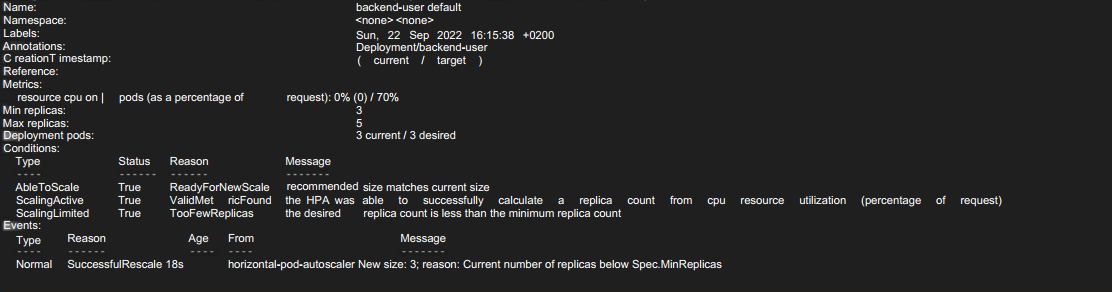 Name: backend-user default
Namespace: <none> <none>
Labels: Sun, 22 Sep 2022 16:15:38 +0200
Annotations: Deployment/backend-user
C reationT imestamp: ( current / target )
Reference:
Metrics:
resource cpu on | pods (as a percentage of request): 0% (0) / 70%
Min replicas: 3
Max replicas: 5
Deployment pods: 3 current / 3 desired
Conditions:
Type Status Reason Message
---- ------ ------ -------
AbleToScale True ReadyForNewScale recommended size matches current size
ScalingActive True ValidMet ricFound the HPA was able to successfully calculate a replica count from cpu resource utilization (percentage of request)
ScalingLimited True TooFewReplicas the desired replica count is less than the minimum replica count
Events:
Type Reason Age From Message
---- ------ ---- ---- -------
Normal SuccessfulRescale 18s horizontal-pod-autoscaler New size: 3; reason: Current number of replicas below Spec.MinReplicas